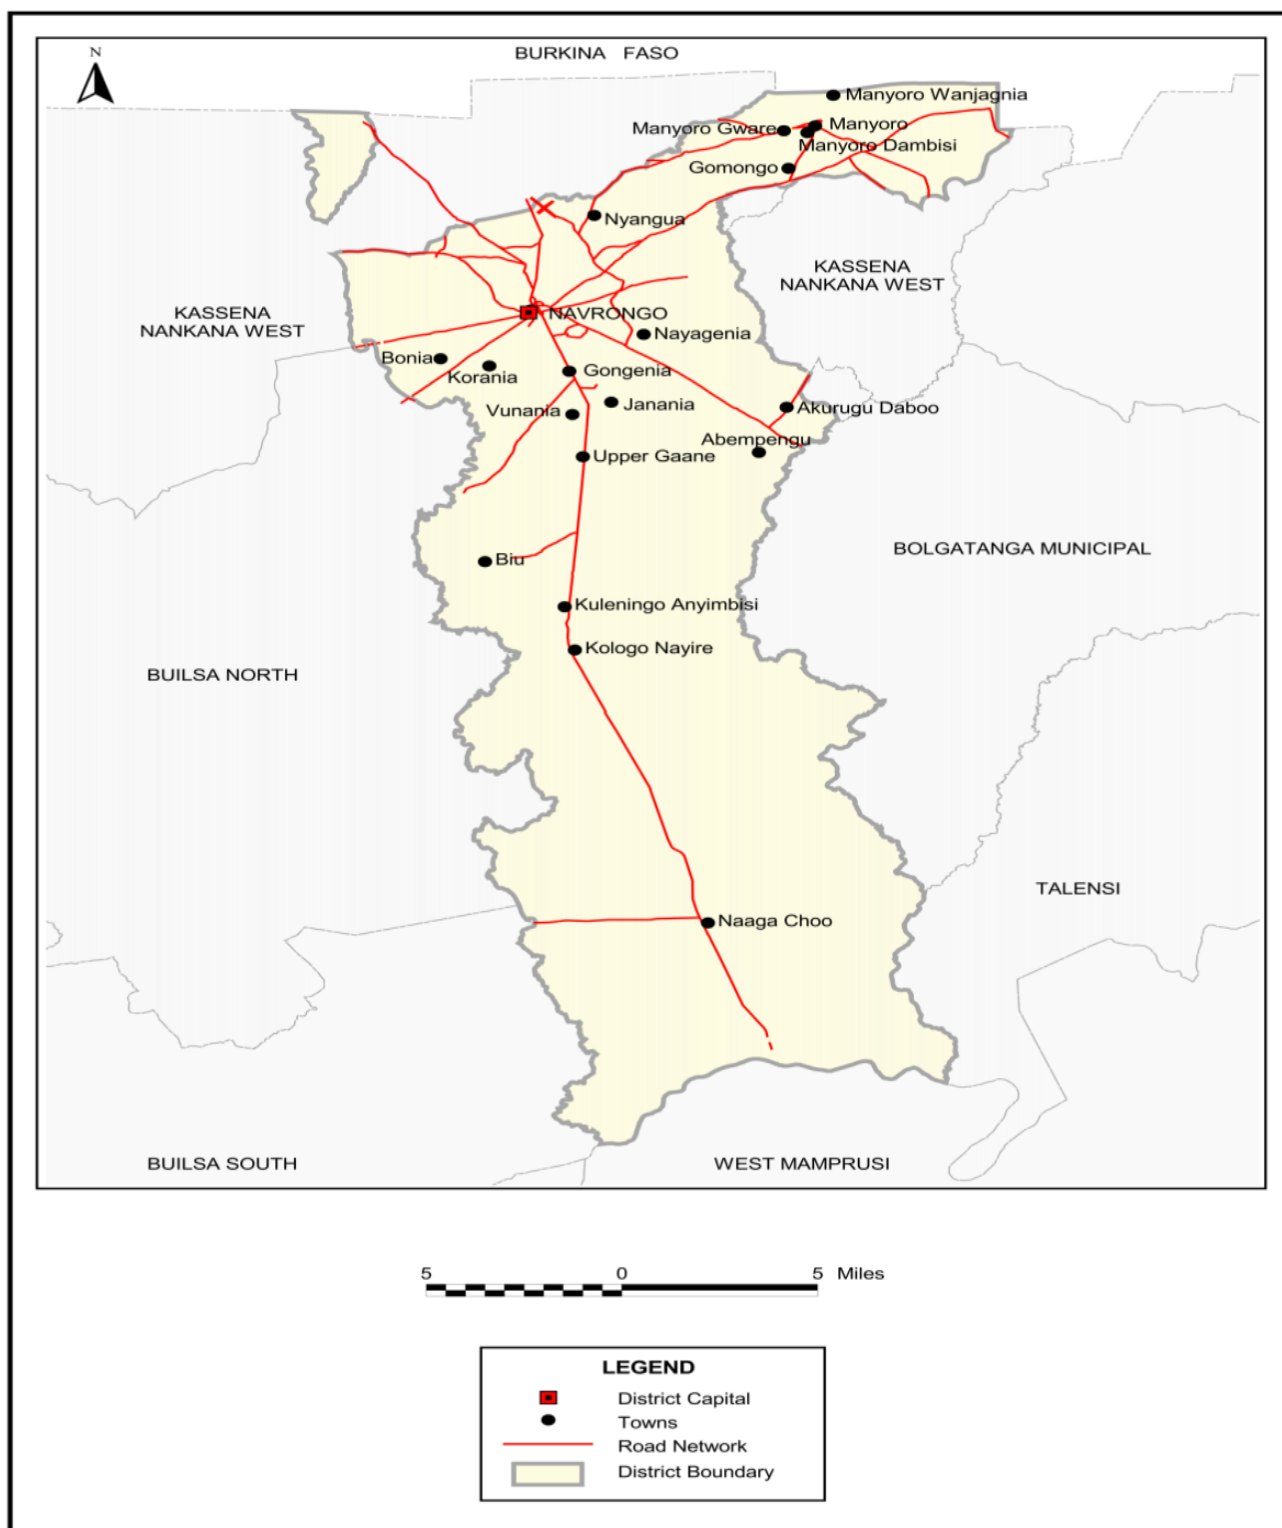 N
BURKINA FASO
Manyoro Wanjagnia
Manyoro Gware
Manyoro
Manyoro Dambisi
Gomongo
Nyangua
KASSENA
NANKANA WEST
KASSENA
NANKANA WEST
NAVRONGO
Nayagenia
Bonia
Korania
Gongenia
Vunania
Janania
Akurugu Daboo
Abempengu
Upper Gaane
BOLGATANGA MUNICIPAL
Biu
Kuleningo Anyimbisi
Kologo Nayire
BUILSA NORTH
TALENSI
Naaga Choo
BUILSA SOUTH
WEST MAMPRUSI
5 0 5 Miles
LEGEND
District Capital
Towns
Road Network
District Boundary